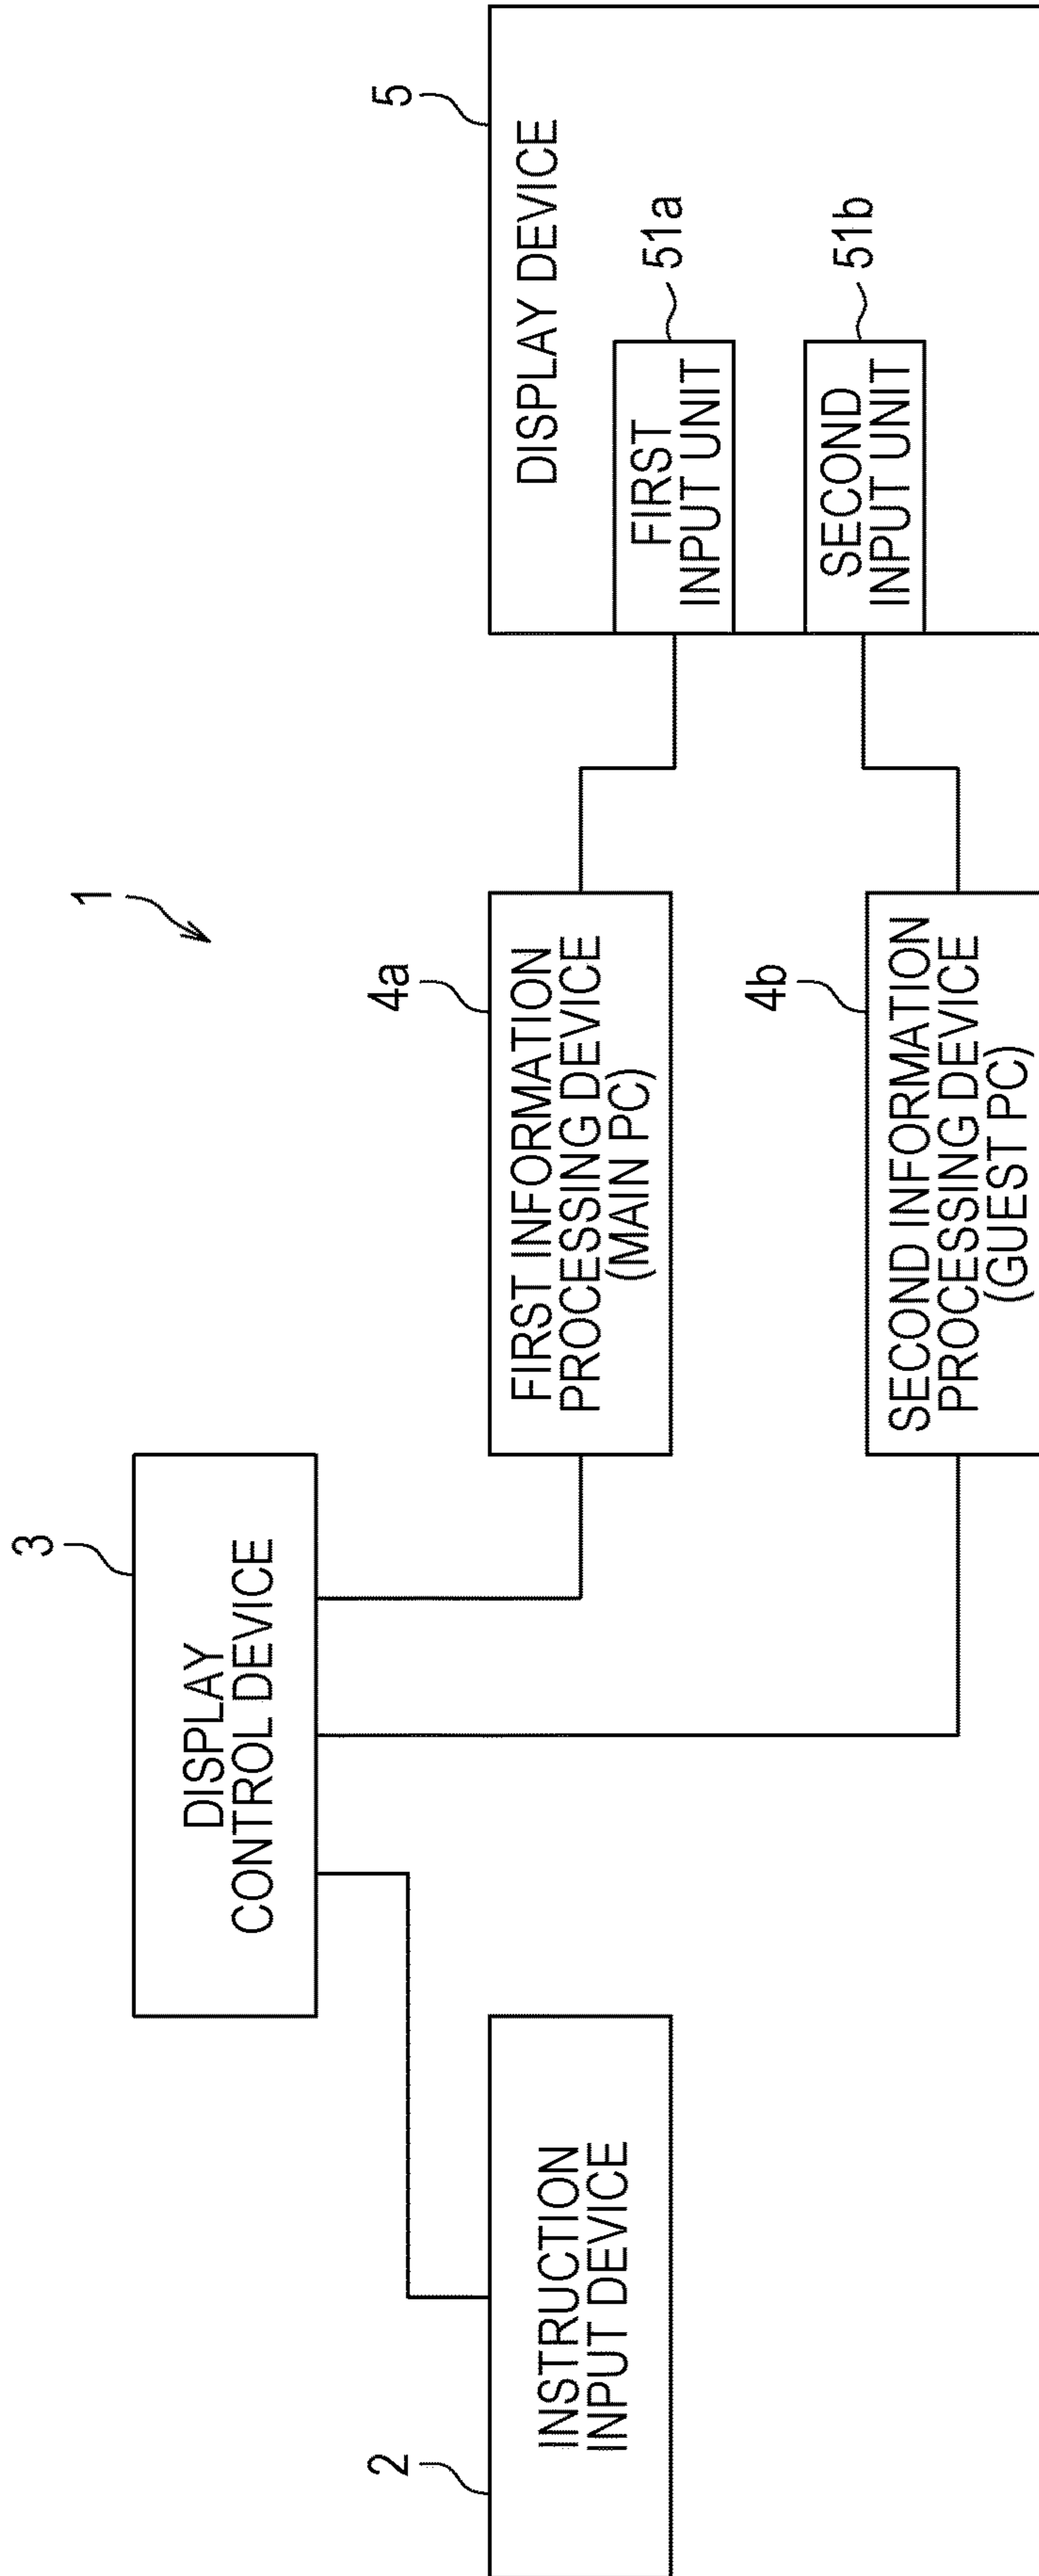 1
3
DISPLAY
CONTROL DEVICE
2
INSTRUCTION
INPUT DEVICE
4a
FIRST INFORMATION
PROCESSING DEVICE
(MAIN PC)
4b
SECOND INFORMATION
PROCESSING DEVICE
(GUEST PC)
5
DISPLAY DEVICE
51a
FIRST
INPUT UNIT
51b
SECOND
INPUT UNIT